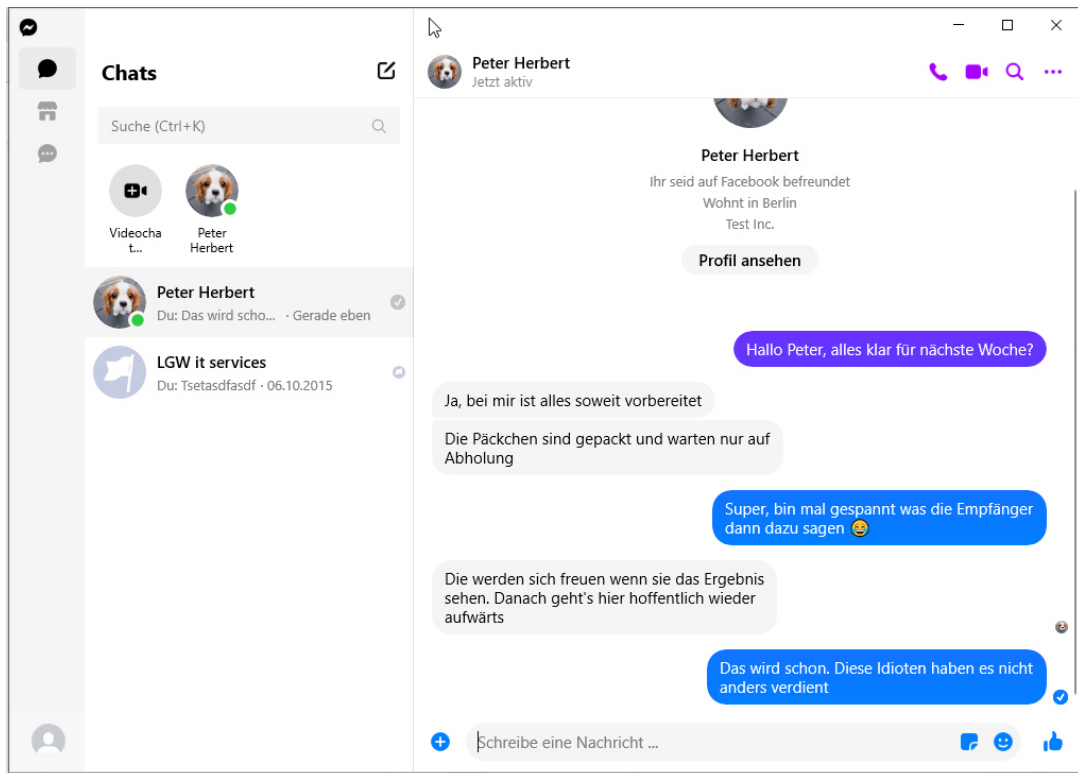 Chats
Suche (Ctrl+K)
Videocha
t...
Peter
Herbert
Peter Herbert
Du: Das wird scho... · Gerade eben
LGW it services
Du: Tsetasdfasdf · 06.10.2015
Peter Herbert
Jetzt aktiv
Peter Herbert
Ihr seid auf Facebook befreundet
Wohnt in Berlin
Test Inc.
Profil ansehen
Hallo Peter, alles klar für nächste Woche?
Ja, bei mir ist alles soweit vorbereitet
Die Päckchen sind gepackt und warten nur auf
Abholung
Super, bin mal gespannt was die Empfänger
dann dazu sagen 😂
Die werden sich freuen wenn sie das Ergebnis
sehen. Danach geht's hier hoffentlich wieder
aufwärts
Das wird schon. Diese Idioten haben es nicht
anders verdient
Schreibe eine Nachricht ...